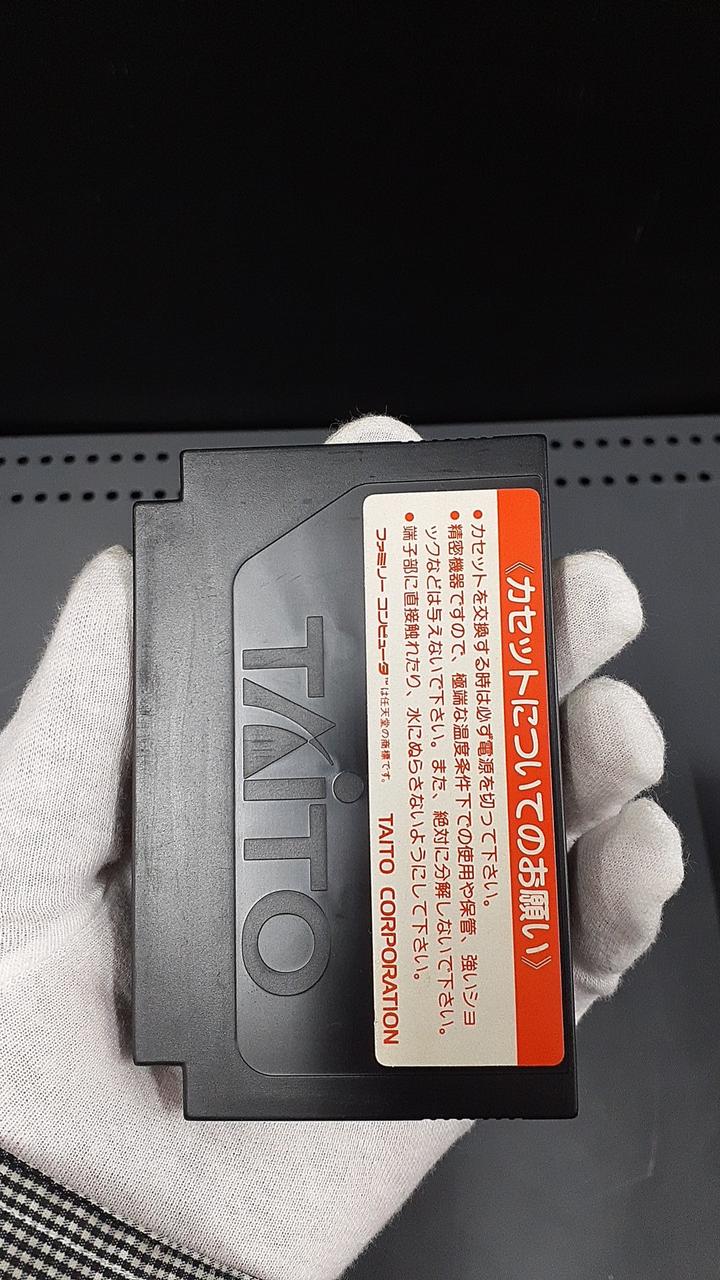 《カセットについてのお願い》
●カセットを交換する時は必ず電源を切って下さい。
●精密機器ですので、極端な温度条件下での使用や保管、強いショ
ックなどは与えないで下さい。また、絶対に分解しないで下さい。
●端子部に直接触れたり、水にぬらさないようにして下さい。
ファミリーコンピュータ™は任天堂の商標です。 TAITO CORPORATION
TAITO